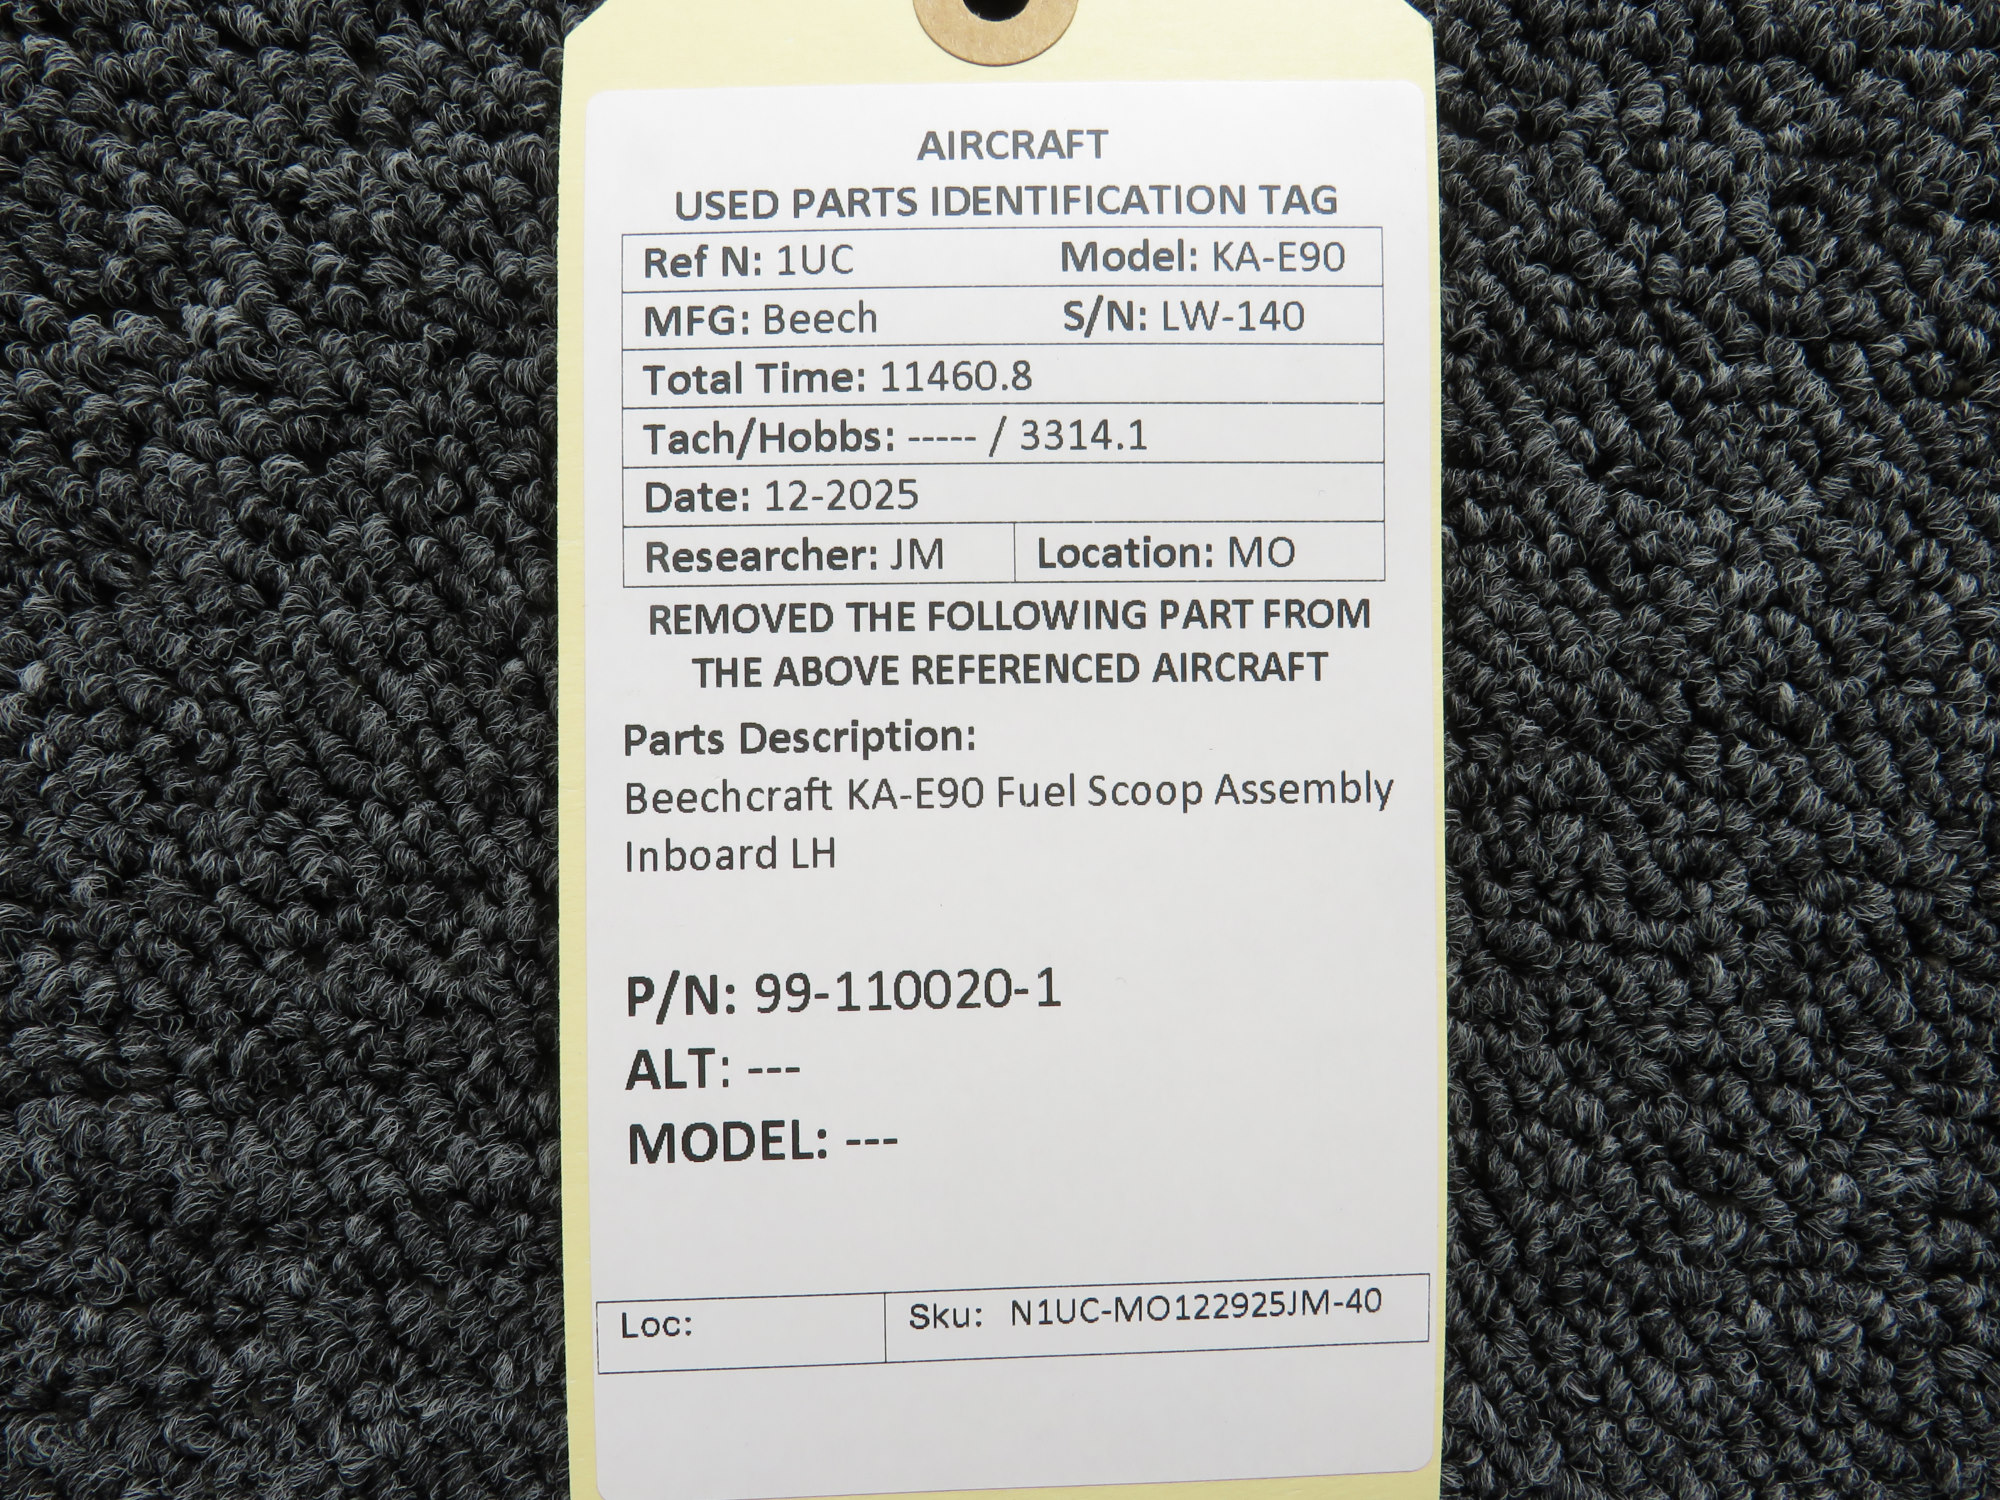 AIRCRAFT
USED PARTS IDENTIFICATION TAG
Ref N: 1UC Model: KA-E90
MFG: Beech S/N: LW-140
Total Time: 11460.8
Tach/Hobbs: ----- / 3314.1
Date: 12-2025
Researcher: JM Location: MO
REMOVED THE FOLLOWING PART FROM
THE ABOVE REFERENCED AIRCRAFT
Parts Description:
Beechcraft KA-E90 Fuel Scoop Assembly
Inboard LH
P/N: 99-110020-1
ALT: ---
MODEL: ---
Loc: Sku: N1UC-MO122925JM-40